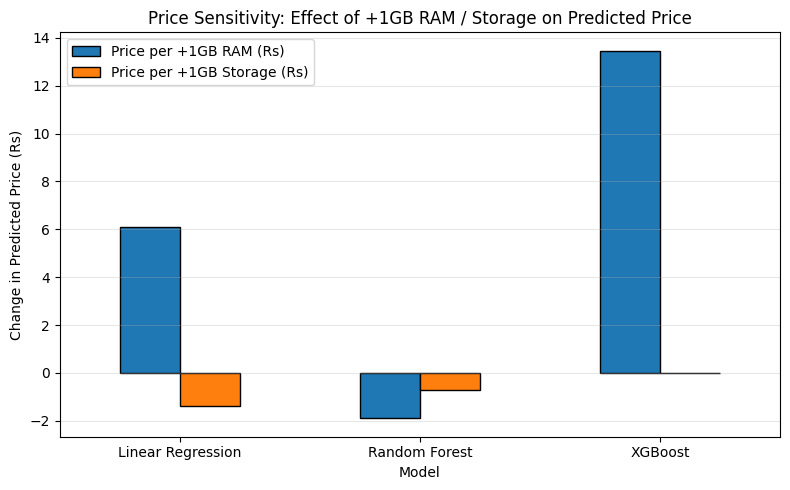 Price Sensitivity: Effect of +1GB RAM / Storage on Predicted Price
Price per +1GB RAM (Rs)
Price per +1GB Storage (Rs)
Change in Predicted Price (Rs)
14
12
10
8
6
4
2
0
−2
Linear Regression
Random Forest
XGBoost
Model